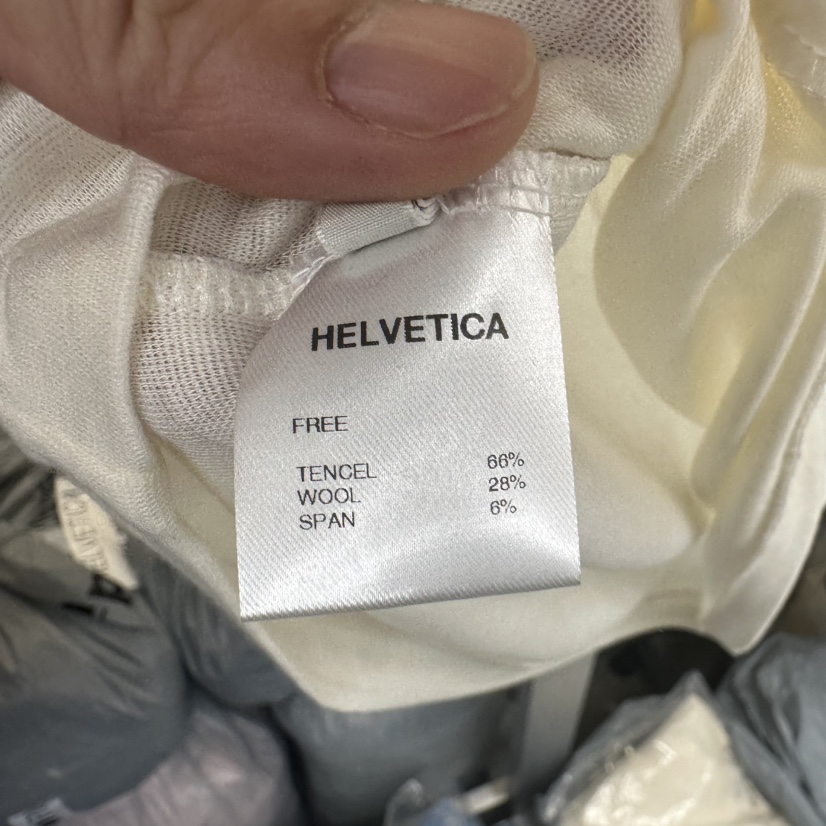 HELVETICA
FREE
TENCEL 66%
WOOL 28%
SPAN 6%